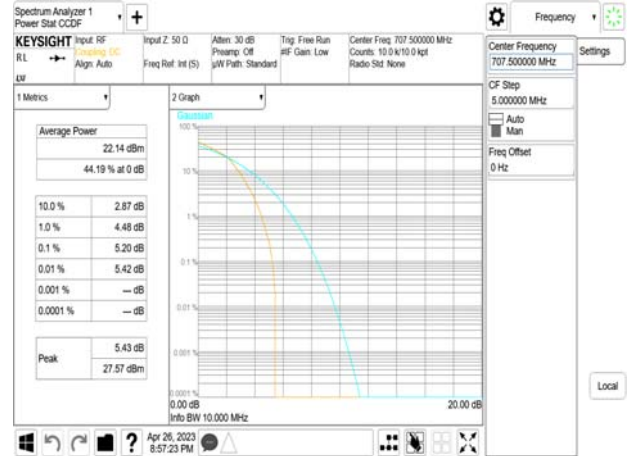 Spectrum Analyzer 1
Power Stat CCDF
Frequency
KEYSIGHT
RL
Input: RF
Coupling: DC
Align: Auto
Input Z: 50 Ω
Freq Ref: Int (S)
Atten: 30 dB
Preamp: Off
µW Path: Standard
Trig: Free Run
#IF Gain: Low
Center Freq: 707.500000 MHz
Counts: 10.0 k/10.0 kpt
Radio Std: None
Center Frequency
707.500000 MHz
Settings
CF Step
5.000000 MHz
Auto
Man
Freq Offset
0 Hz
Local
1 Metrics
Average Power
22.14 dBm
44.19 % at 0 dB
10.0 % 2.87 dB
1.0 % 4.48 dB
0.1 % 5.20 dB
0.01 % 5.42 dB
0.001 % --- dB
0.0001 % --- dB
Peak
5.43 dB
27.57 dBm
2 Graph
Gaussian
100 %
10 %
1 %
0.1 %
0.01 %
0.001 %
0.0001 %
0.00 dB
20.00 dB
Info BW 10.000 MHz
Apr 26, 2023
8:57:23 PM